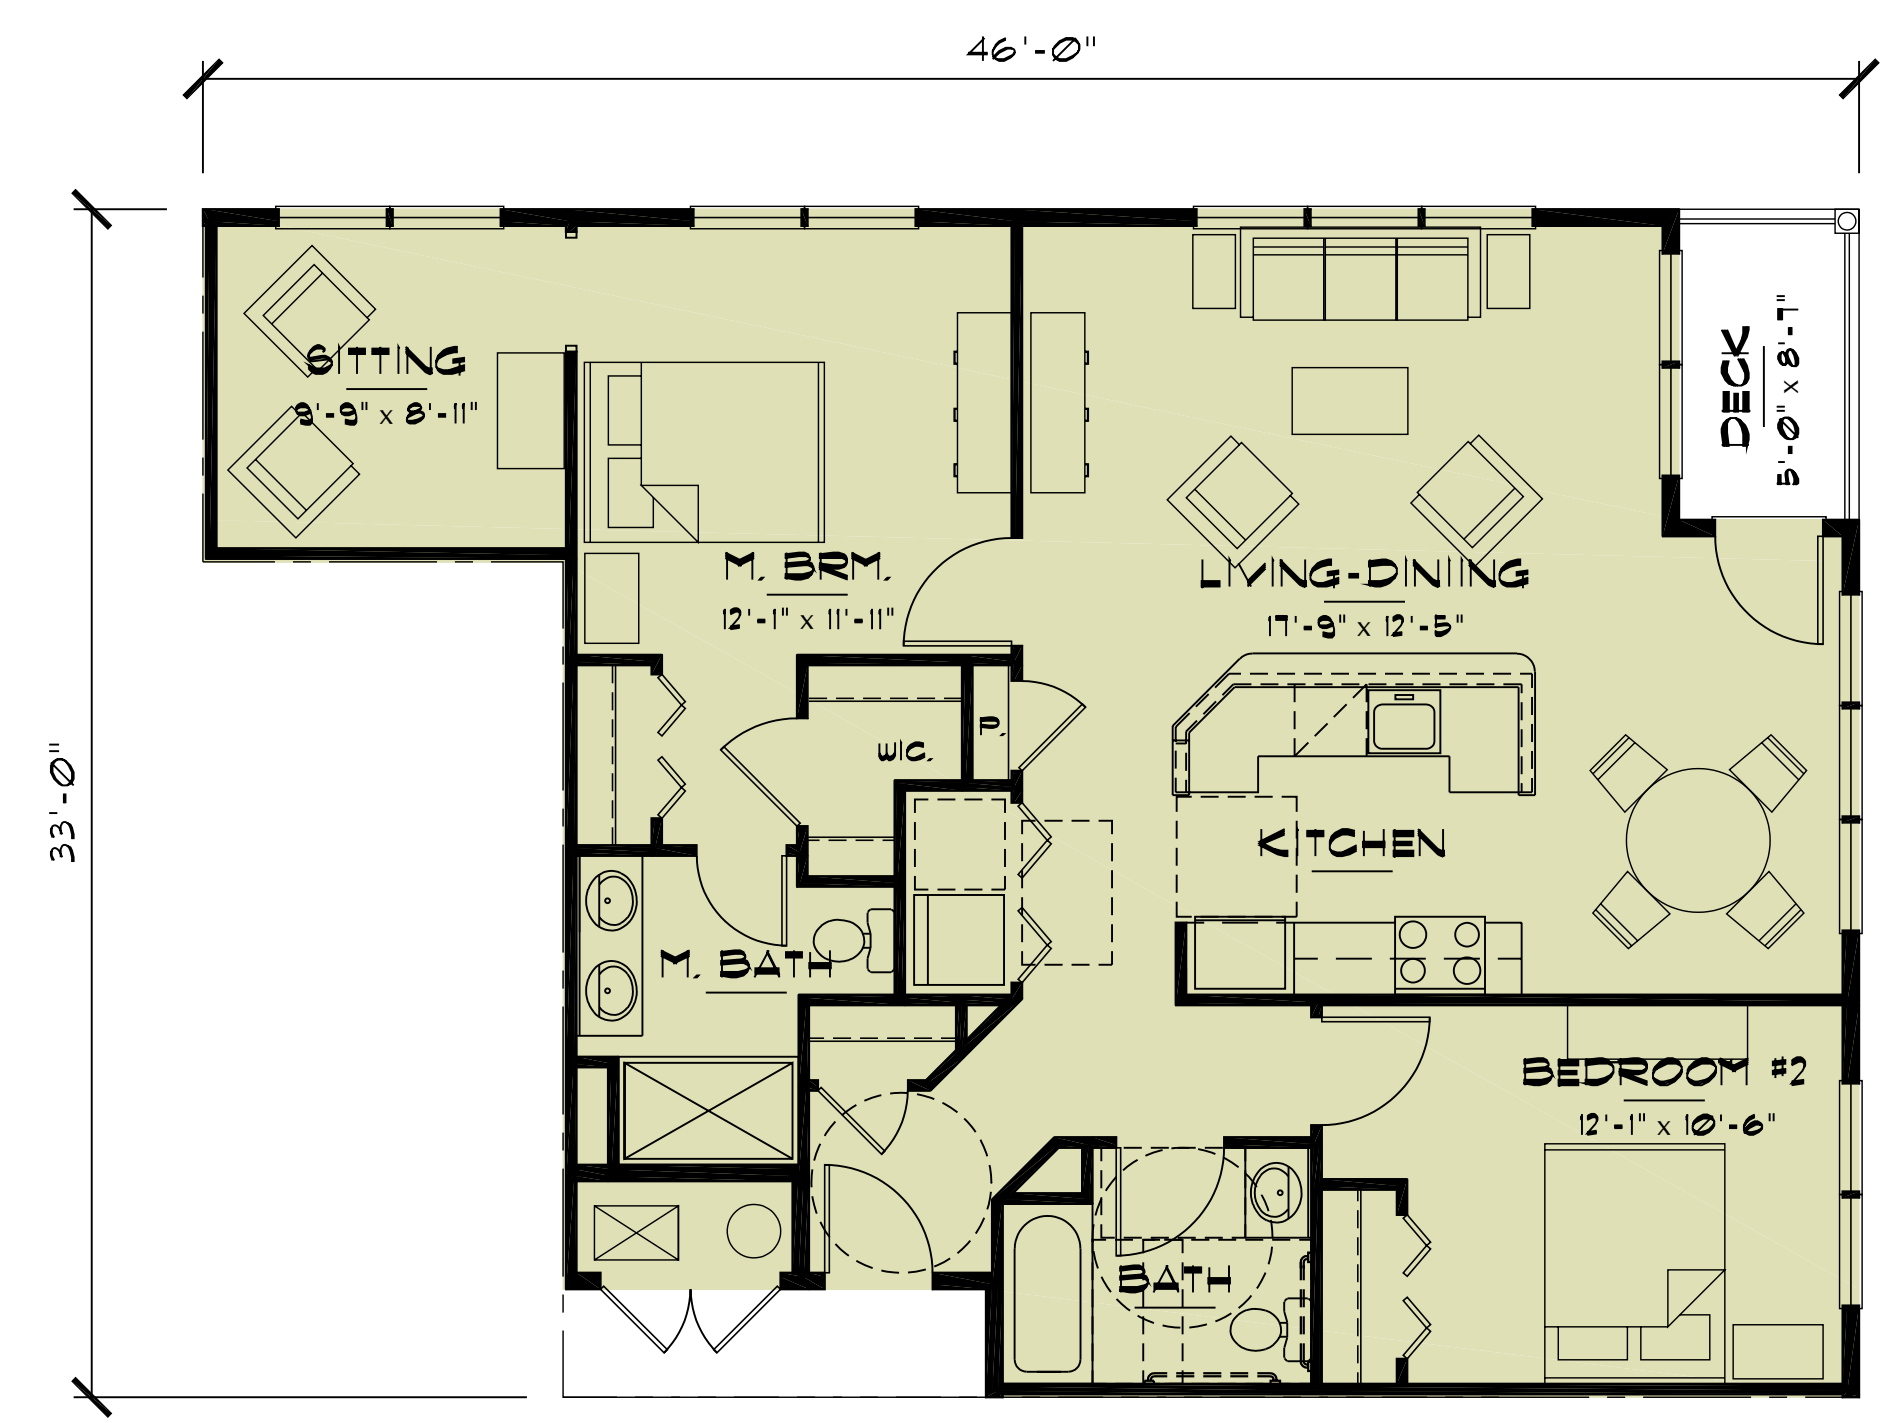 46'-0"
33'-0"
SITTING
9'-9" x 8'-11"
M. BRM.
12'-1" x 11'-11"
LIVING-DINING
17'-9" x 12'-5"
DECK
5'-0" x 8'-7"
W.I.C.
P.
KITCHEN
M. BATH
BEDROOM #2
12'-1" x 10'-6"
BATH